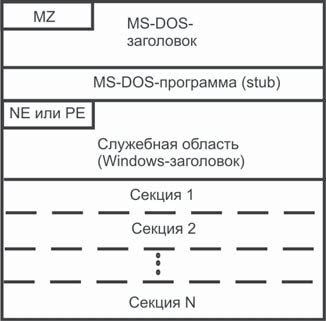 MZ
MS-DOS-
заголовок
MS-DOS-программа (stub)
NE или PE
Служебная область
(Windows-заголовок)
Секция 1
Секция 2
Секция N